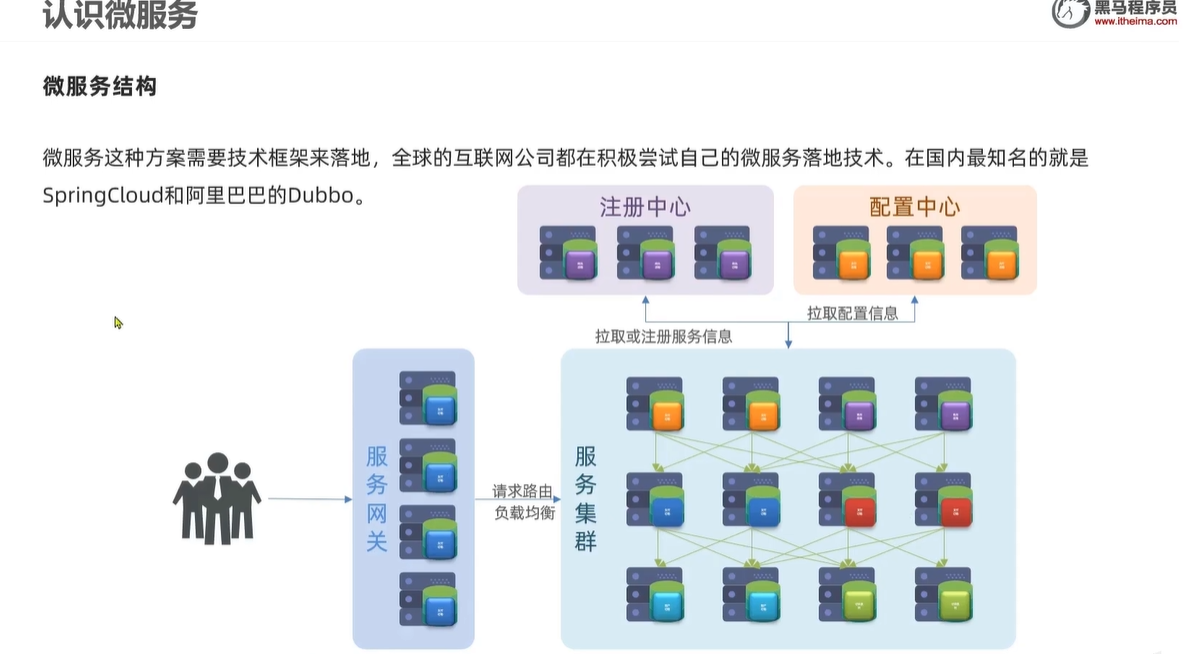 认识微服务
黑马程序员
www.itheima.com
微服务结构
微服务这种方案需要技术框架来落地，全球的互联网公司都在积极尝试自己的微服务落地技术。在国内最知名的就是
SpringCloud和阿里巴巴的Dubbo。
注册中心
配置中心
拉取配置信息
拉取或注册服务信息
服务网关
请求路由
负载均衡
服务集群